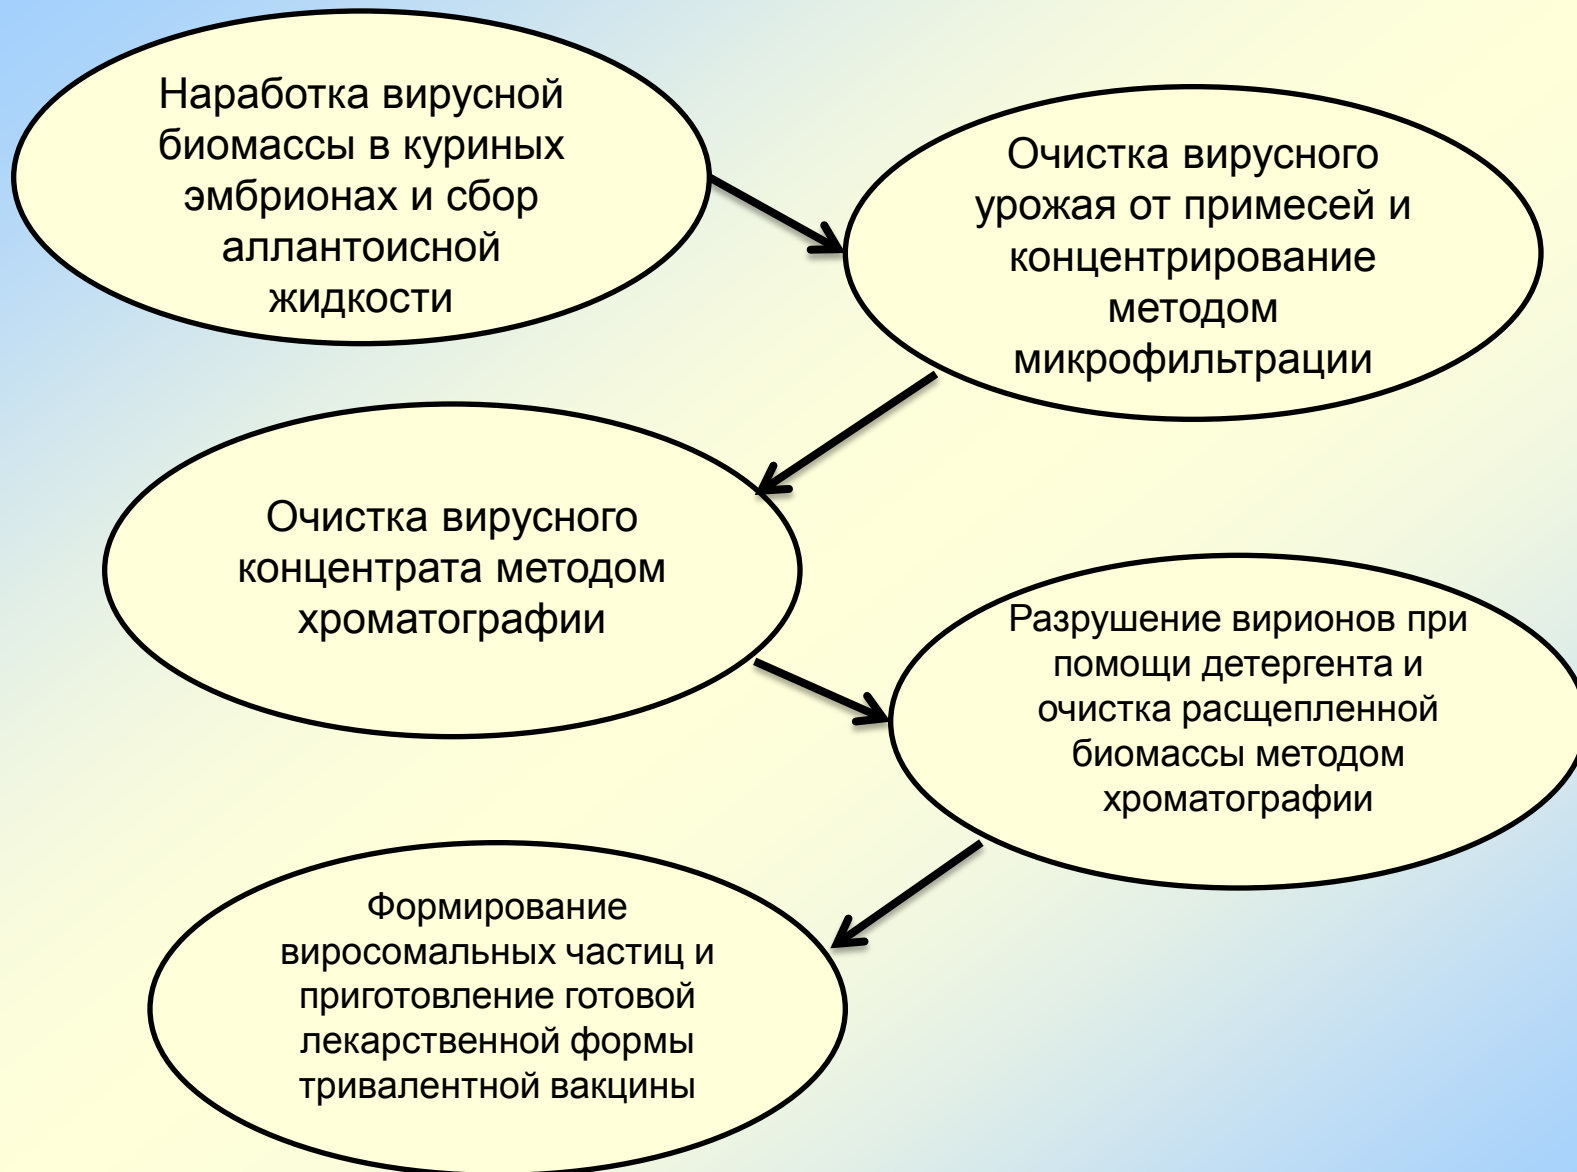 Наработка вирусной
биомассы в куриных
эмбрионах и сбор
аллантоисной
жидкости
Очистка вирусного
урожая от примесей и
концентрирование
методом
микрофильтрации
Очистка вирусного
концентрата методом
хроматографии
Разрушение вирионов при
помощи детергента и
очистка расщепленной
биомассы методом
хроматографии
Формирование
виросомальных частиц и
приготовление готовой
лекарственной формы
тривалентной вакцины